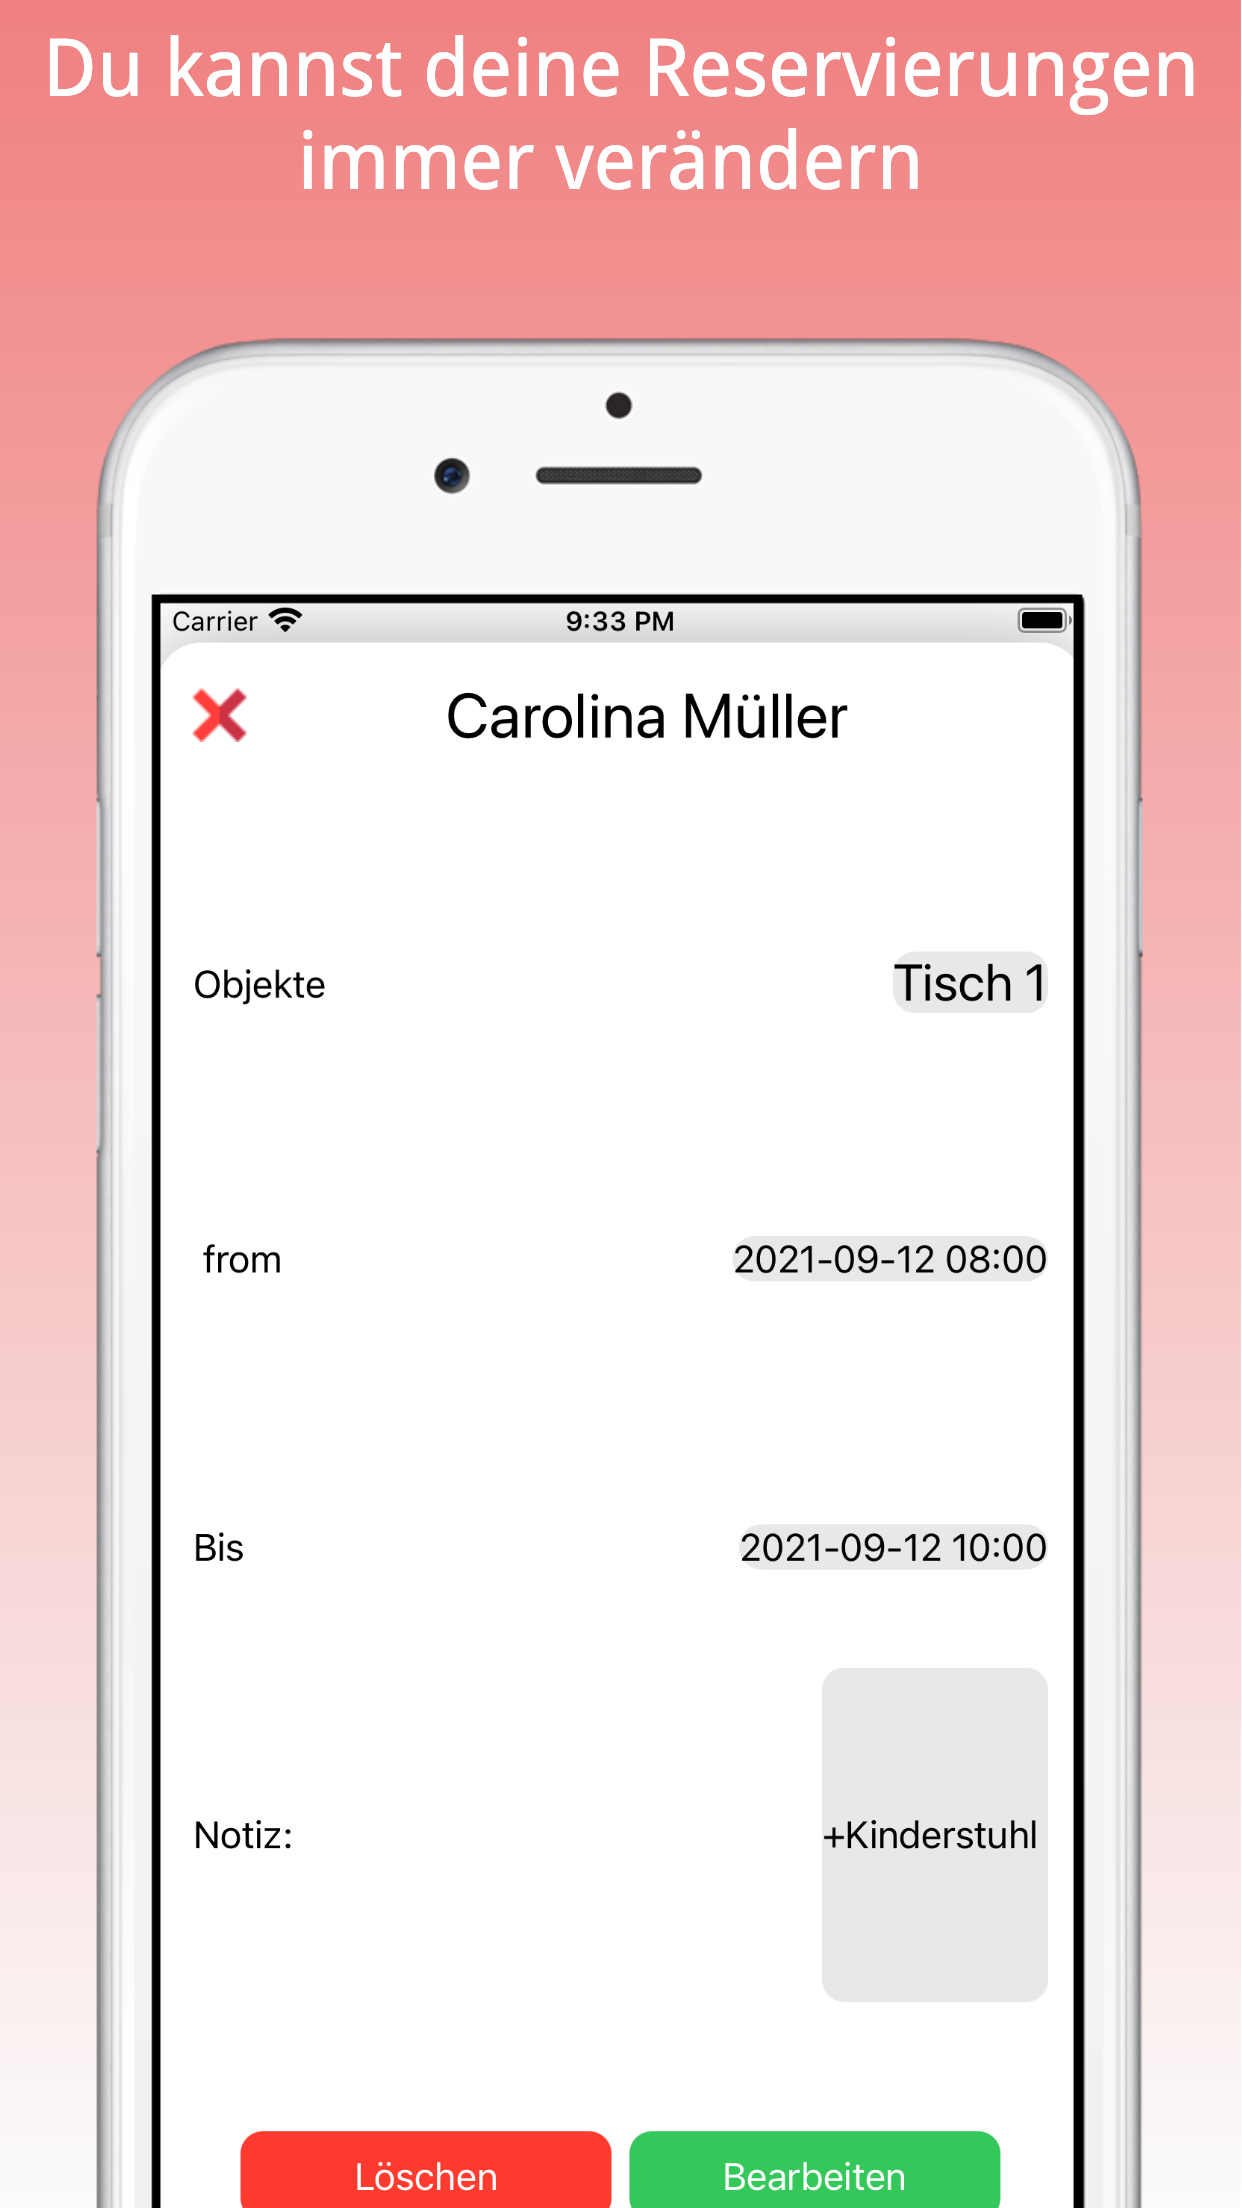 Du kannst deine Reservierungen
immer verändern
Carrier 9:33 PM
Carolina Müller
Objekte Tisch 1
from 2021-09-12 08:00
Bis 2021-09-12 10:00
Notiz: +Kinderstuhl
Löschen Bearbeiten